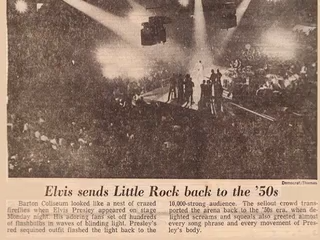 Democrat-Thomas
Elvis sends Little Rock back to the '50s
Barton Coliseum looked like a nest of crazed
fireflies when Elvis Presley appeared on stage
Monday night. His adoring fans set off hundreds
of flashbulbs in waves of blinding light. Presley's
red sequined outfit flashed the light back to the
10,000-strong audience. The sellout crowd trans-
ported the arena back to the '50s era, when de-
lighted screams and squeals also greeted almost
every song phrase and every movement of Pres-
ley's body.